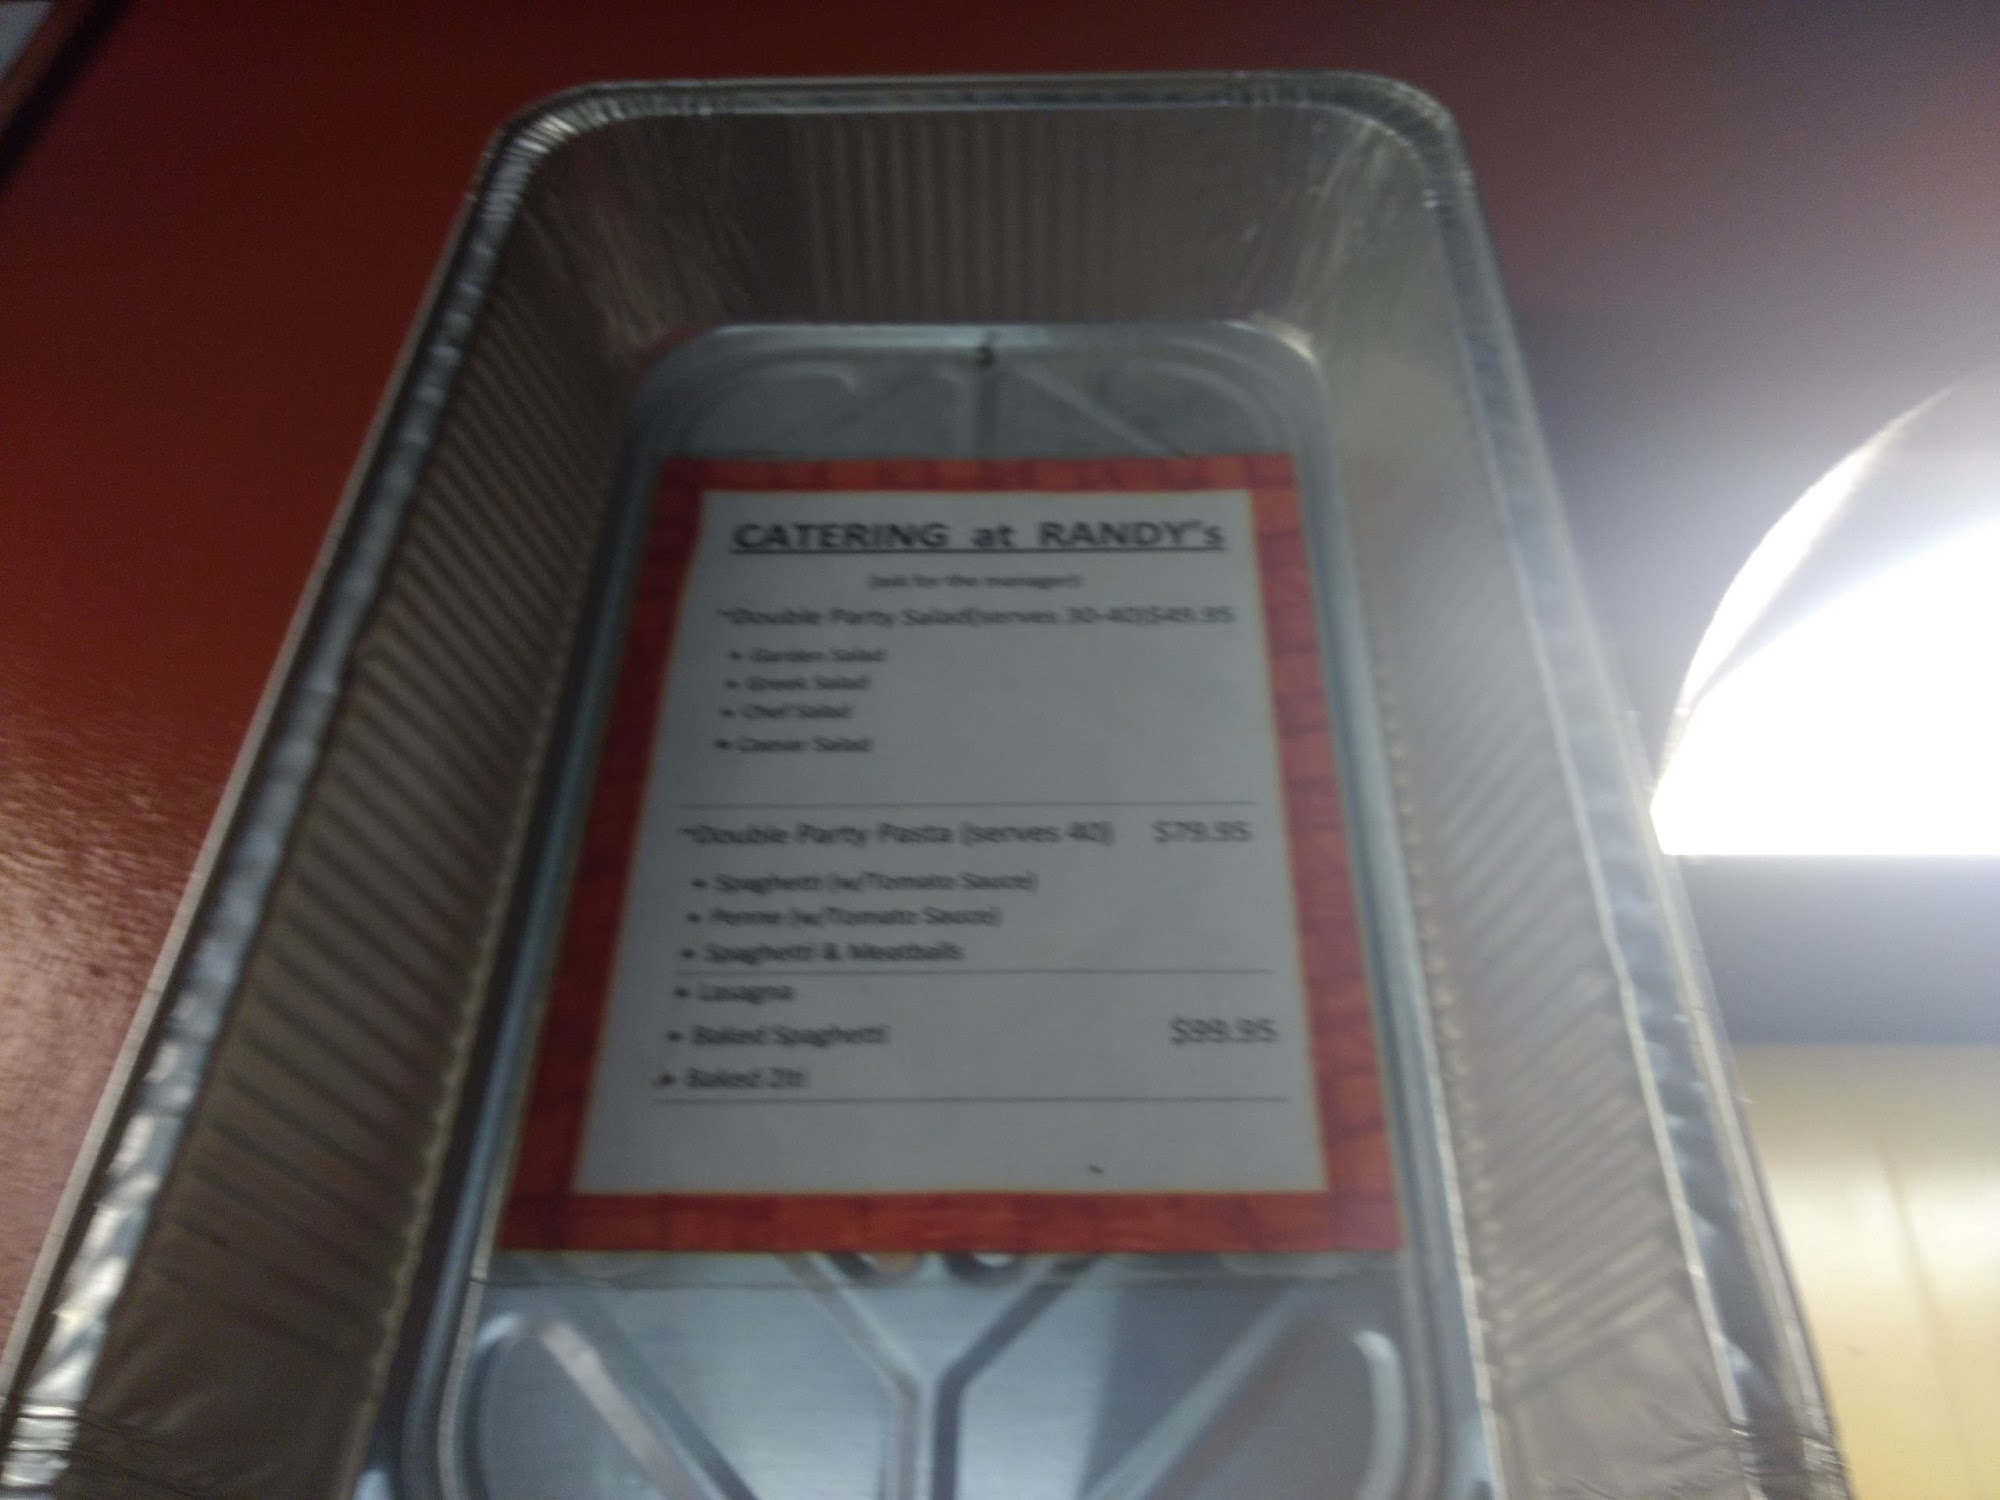 CATERING at RANDY's
(ask for the manager)
*Double Party Salad(serves 30-40)$49.95
• Garden Salad
• Greek Salad
• Chef Salad
• Caesar Salad
*Double Party Pasta (serves 40) $79.95
• Spaghetti (w/Tomato Sauce)
• Penne (w/Tomato Sauce)
• Spaghetti & Meatballs
• Lasagna
• Baked Spaghetti $99.95
• Baked Ziti